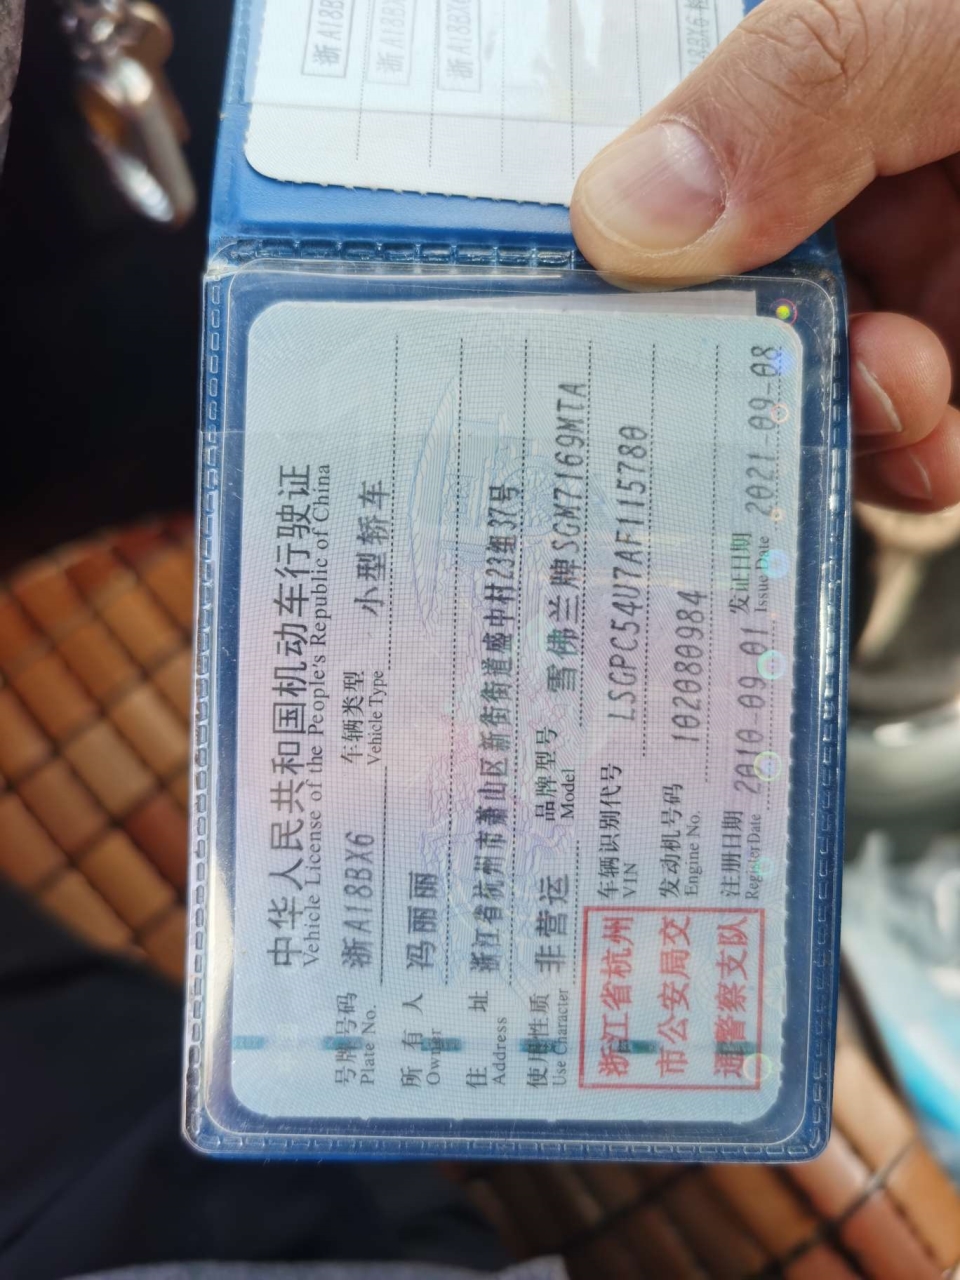 中华人民共和国机动车行驶证
Vehicle License of the People's Republic of China
号牌号码 浙A18BX6 车辆类型 小型轿车
Plate No. Vehicle Type
所有人 冯丽丽
Owner
住址 浙江省杭州市萧山区新街街道盛中村23组37号
Address
使用性质 非营运 品牌型号 雪佛兰牌SGM7169MTA
Use Character Model
浙江省杭州
市公安局交
通警察支队
车辆识别代号 LSGPC54U7AF115780
VIN
发动机号码 102080984
Engine No.
注册日期 2010-09-01 发证日期 2021-09-08
Register Date Issue Date